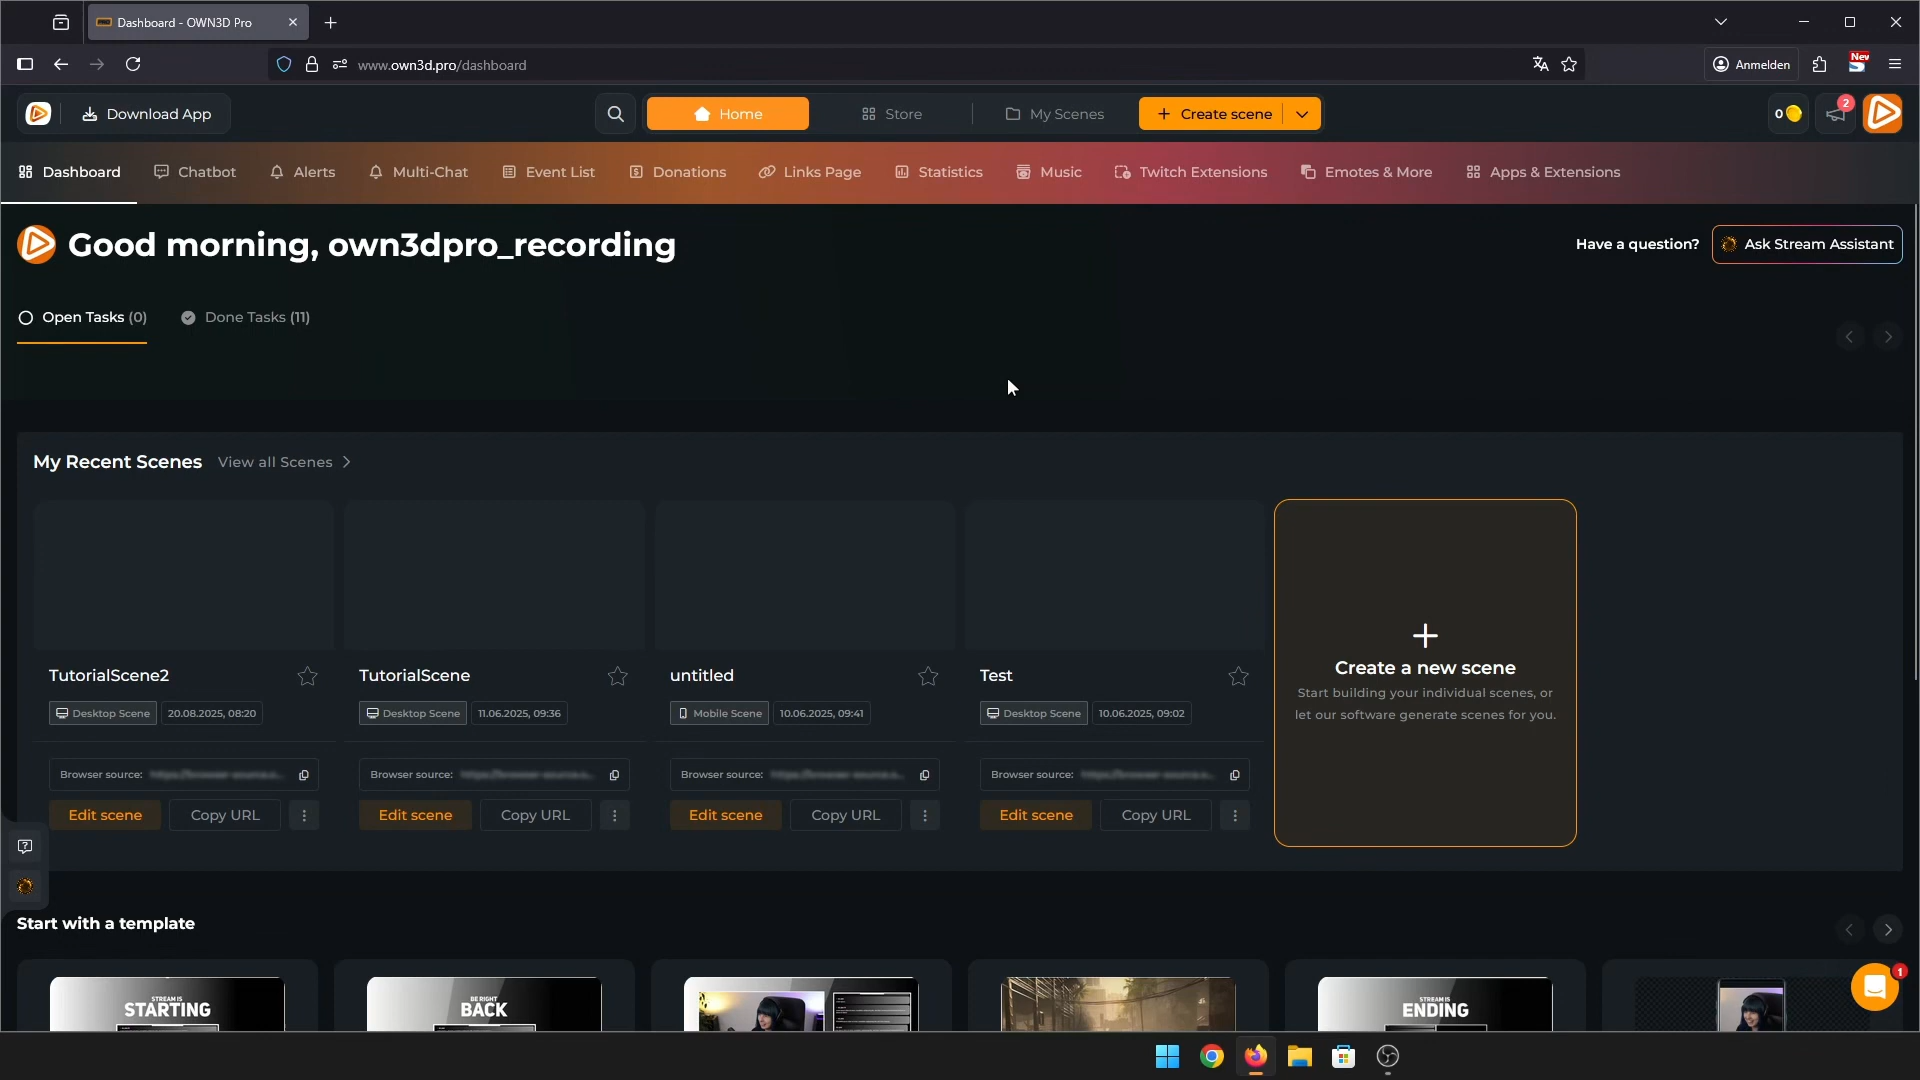 Dashboard - OWN3D Pro
www.own3d.pro/dashboard
Anmelden
New
Download App
Home
Store
My Scenes
Create scene
0
2
Dashboard
Chatbot
Alerts
Multi-Chat
Event List
Donations
Links Page
Statistics
Music
Twitch Extensions
Emotes & More
Apps & Extensions
Good morning, own3dpro_recording
Have a question?
Ask Stream Assistant
Open Tasks (0)
Done Tasks (11)
My Recent Scenes
View all Scenes
TutorialScene2
Desktop Scene
20.08.2025, 08:20
Browser source:
Edit scene
Copy URL
TutorialScene
Desktop Scene
11.06.2025, 09:36
Browser source:
Edit scene
Copy URL
untitled
Mobile Scene
10.06.2025, 09:41
Browser source:
Edit scene
Copy URL
Test
Desktop Scene
10.06.2025, 09:02
Browser source:
Edit scene
Copy URL
Create a new scene
Start building your individual scenes, or
let our software generate scenes for you.
Start with a template
STREAM IS
STARTING
BE RIGHT
BACK
STREAM IS
ENDING
1